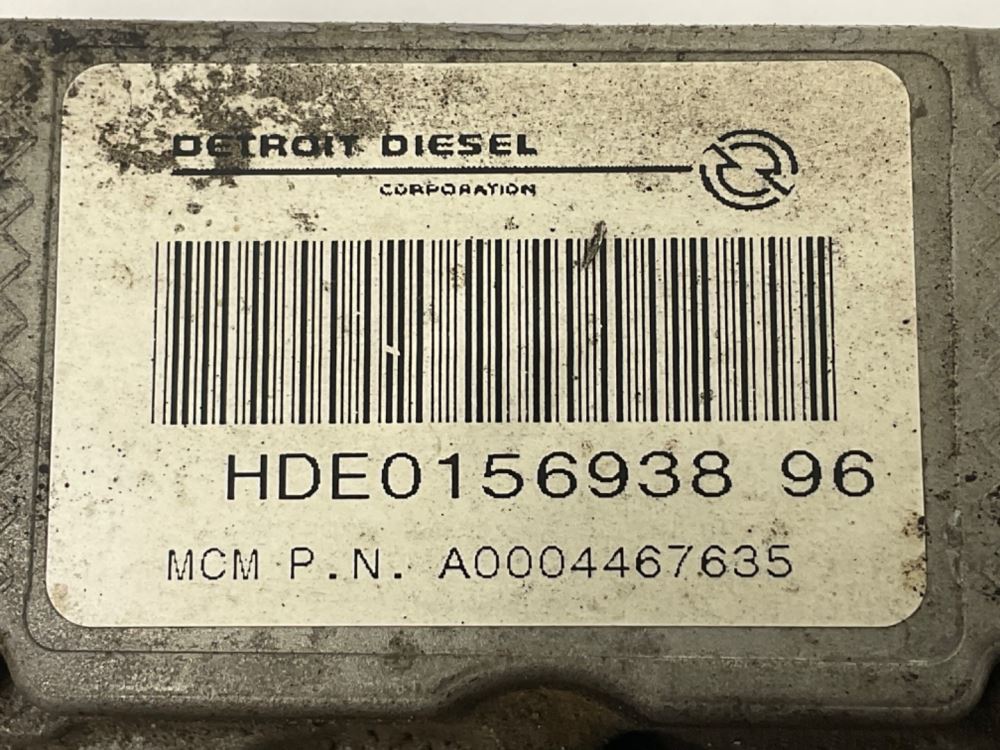 DETROIT DIESEL
CORPORATION
HDE0156938 96
MCM P.N. A0004467635